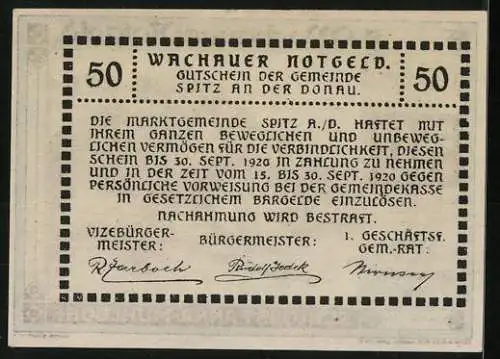 50 WACHAUER NOTGELD. 50
GUTSCHEIN DER GEMEINDE
SPITZ AN DER DONAU.
DIE MARKTGEMEINDE SPITZ A./D. HAFTET MIT
IHREM GANZEN BEWEGLICHEN UND UNBEWEG-
LICHEN VERMÖGEN FÜR DIE VERBINDLICHKEIT, DIESEN
SCHEIN BIS 30. SEPT. 1920 IN ZAHLUNG ZU NEHMEN
UND IN DER ZEIT VOM 15. BIS 30. SEPT. 1920 GEGEN
PERSÖNLICHE VORWEISUNG BEI DER GEMEINDEKASSE
IN GESETZLICHEM BARGELDE EINZULÖSEN.
NACHAHMUNG WIRD BESTRAFT.
VIZEBÜRGER- 1. GESCHÄFTSF.
MEISTER: BÜRGERMEISTER: GEM.-RAT: